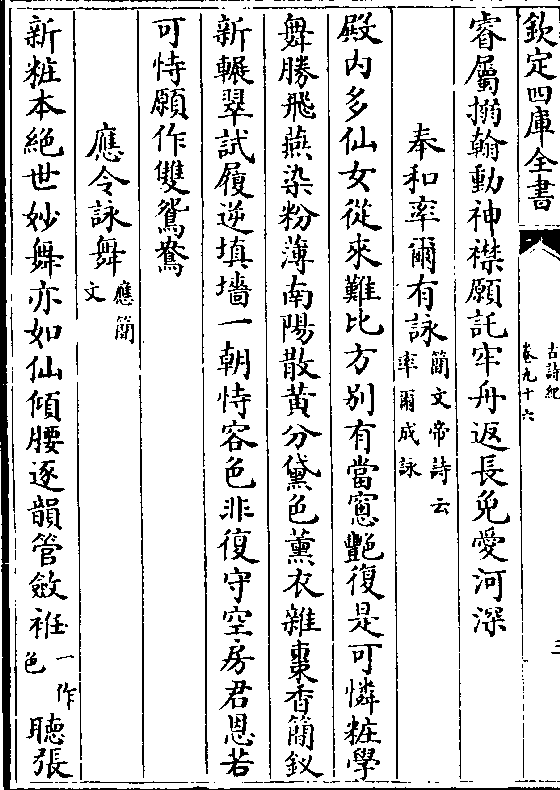 欽定四庫全書
古詩紀
卷九十六
三
睿屬搦翰動神襟願託牢舟返長免愛河深
奉和率爾有詠簡文帝詩云率爾成詠
殿内多仙女從來難比方别有當窻艷復是可憐粧學
舞勝飛燕染粉薄南陽散黄分黛色薰衣雜棗香簡釵
新輾翠試履逆填墻一朝恃容色非復守空房君恩若
可恃願作雙鴛鴦
應令詠舞應簡文
新粧本絶世妙舞亦如仙傾腰逐韻管斂袿一作色聴張